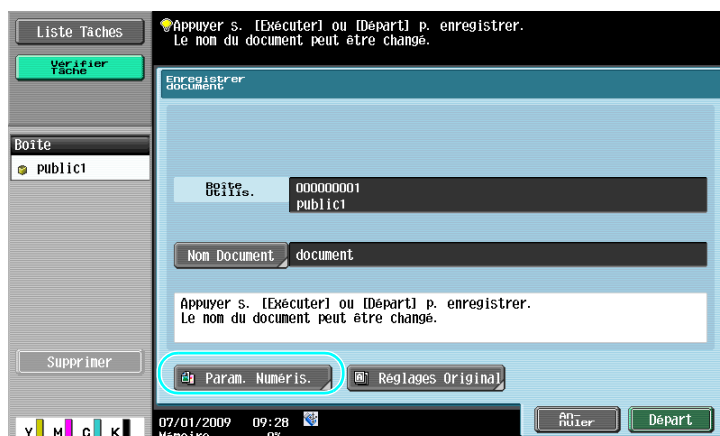 Liste Tâches
Vérifier
Tâche
Appuyer s. [Exécuter] ou [Départ] p. enregistrer.
Le nom du document peut être changé.
Enregistrer
document
Boîte
public1
Boîte
Utilis.
000000001
public1
Nom Document
document
Appuyer s. [Exécuter] ou [Départ] p. enregistrer.
Le nom du document peut être changé.
Supprimer
Param. Numéris.
Réglages Original
07/01/2009 09:28
Mémoire 0%
An-
nuler
Départ
Y M C K